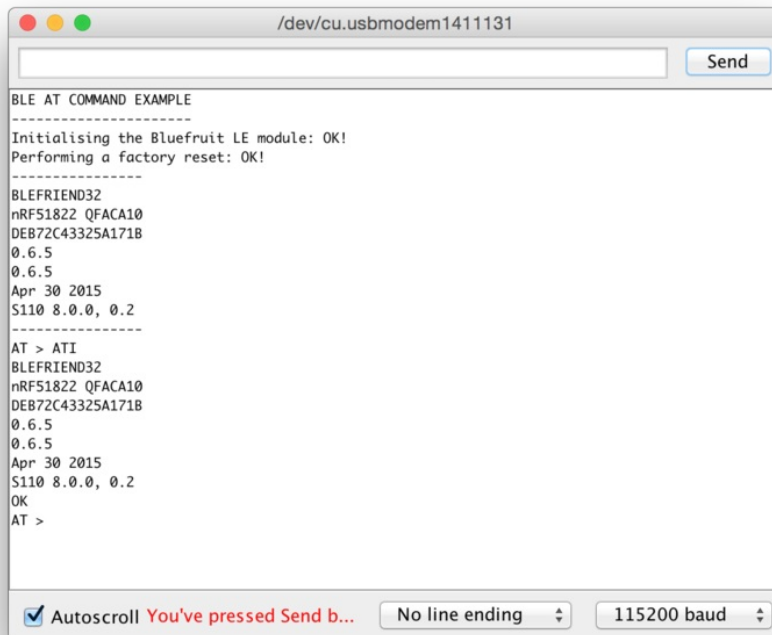 /dev/cu.usbmodem1411131
Send
BLE AT COMMAND EXAMPLE
----------------------
Initialising the Bluefruit LE module: OK!
Performing a factory reset: OK!
----------------
BLEFRIEND32
nRF51822 QFACA10
DEB72C43325A171B
0.6.5
0.6.5
Apr 30 2015
S110 8.0.0, 0.2
----------------
AT > ATI
BLEFRIEND32
nRF51822 QFACA10
DEB72C43325A171B
0.6.5
0.6.5
Apr 30 2015
S110 8.0.0, 0.2
OK
AT >
Autoscroll You've pressed Send b... No line ending 115200 baud